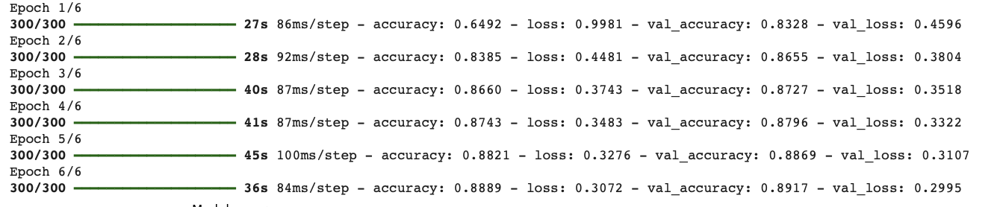 Epoch 1/6
300/300 27s 86ms/step - accuracy: 0.6492 - loss: 0.9981 - val_accuracy: 0.8328 - val_loss: 0.4596
Epoch 2/6
300/300 28s 92ms/step - accuracy: 0.8385 - loss: 0.4481 - val_accuracy: 0.8655 - val_loss: 0.3804
Epoch 3/6
300/300 40s 87ms/step - accuracy: 0.8660 - loss: 0.3743 - val_accuracy: 0.8727 - val_loss: 0.3518
Epoch 4/6
300/300 41s 87ms/step - accuracy: 0.8743 - loss: 0.3483 - val_accuracy: 0.8796 - val_loss: 0.3322
Epoch 5/6
300/300 45s 100ms/step - accuracy: 0.8821 - loss: 0.3276 - val_accuracy: 0.8869 - val_loss: 0.3107
Epoch 6/6
300/300 36s 84ms/step - accuracy: 0.8889 - loss: 0.3072 - val_accuracy: 0.8917 - val_loss: 0.2995